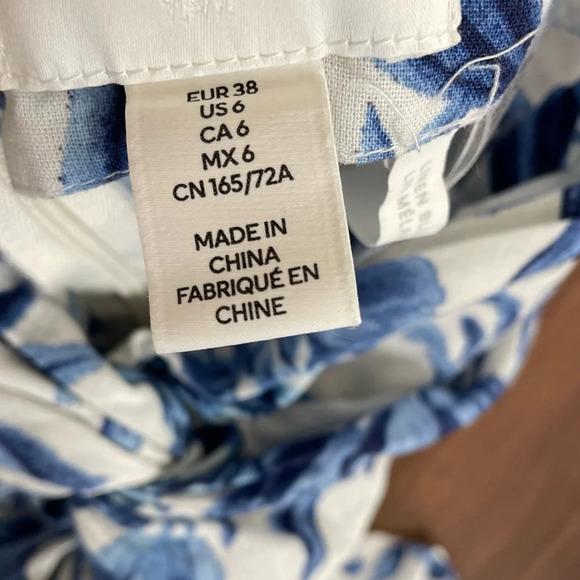 EUR 38
US 6
CA 6
MX 6
CN 165/72A
MADE IN
CHINA
FABRIQUÉ EN
CHINE